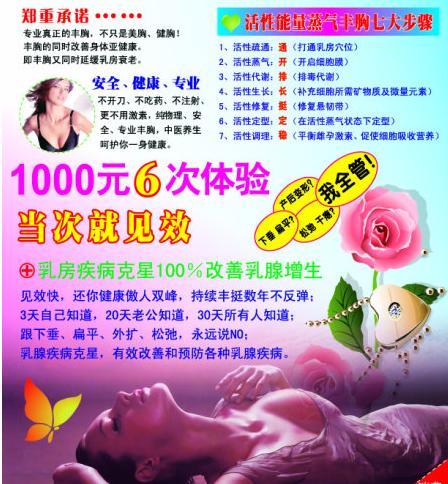 郑重承诺······
专业真正的丰胸，不只是美胸、健胸！
丰胸的同时改善身体亚健康。
即丰胸又同时延缓乳房衰老。
安全、健康、专业
不开刀、不吃药、不注射、
更不用激素，纯物理、安
全、专业丰胸，中医养生
呵护你一身健康。
活性能量蒸气丰胸七大步骤
1、活性疏通：通（打通乳房穴位）
2、活性蒸气：开（开启细胞膜）
3、活性代谢：排（排毒代谢）
4、活性生长：长（补充细胞所需矿物质及微量元素）
5、活性修复：挺（修复悬韧带）
6、活性定型：定（在活性蒸气状态下定型）
7、活性调理：稳（平衡雌孕激素、促使细胞吸收营养）
1000元6次体验
当次就见效
产后变形？
我全管！
下垂 扁平？
松弛 干瘪？
乳房疾病克星100%改善乳腺增生
见效快，还你健康傲人双峰，持续丰挺数年不反弹；
3天自己知道，20天老公知道，30天所有人知道；
跟下垂、扁平、外扩、松弛，永远说NO；
乳腺疾病克星，有效改善和预防各种乳腺疾病。